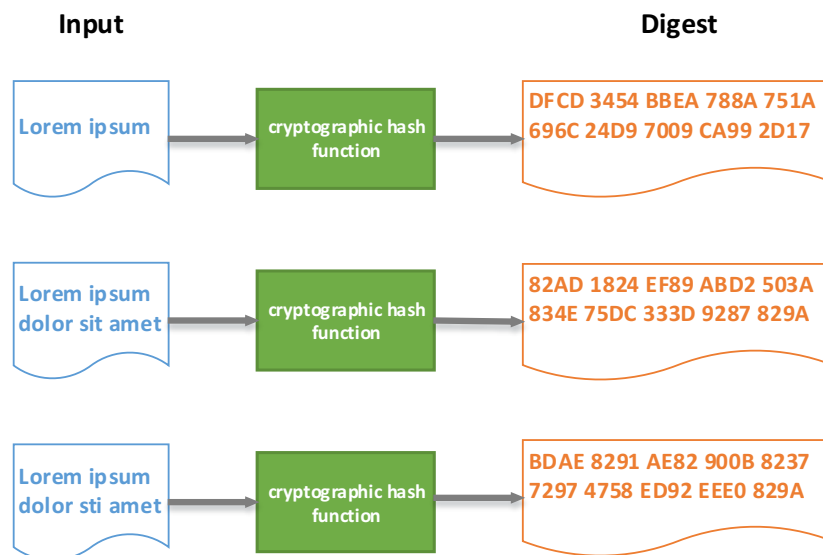 Input
Digest
Lorem ipsum
cryptographic hash
function
DFCD 3454 BBEA 788A 751A
696C 24D9 7009 CA99 2D17
Lorem ipsum
dolor sit amet
cryptographic hash
function
82AD 1824 EF89 ABD2 503A
834E 75DC 333D 9287 829A
Lorem ipsum
dolor sti amet
cryptographic hash
function
BDAE 8291 AE82 900B 8237
7297 4758 ED92 EEE0 829A